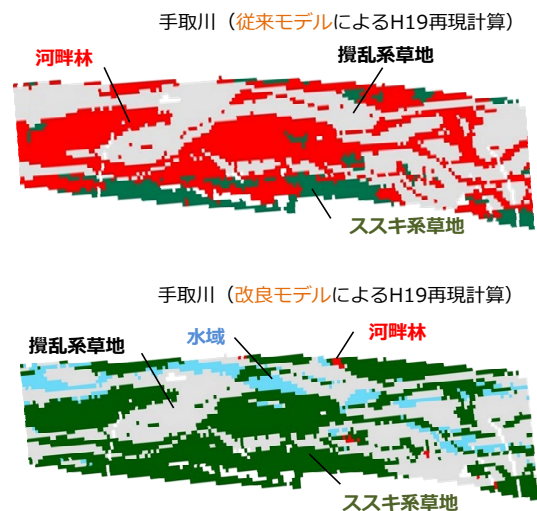 手取川（従来モデルによるH19再現計算）
河畔林
攪乱系草地
ススキ系草地
手取川（改良モデルによるH19再現計算）
攪乱系草地
水域
河畔林
ススキ系草地